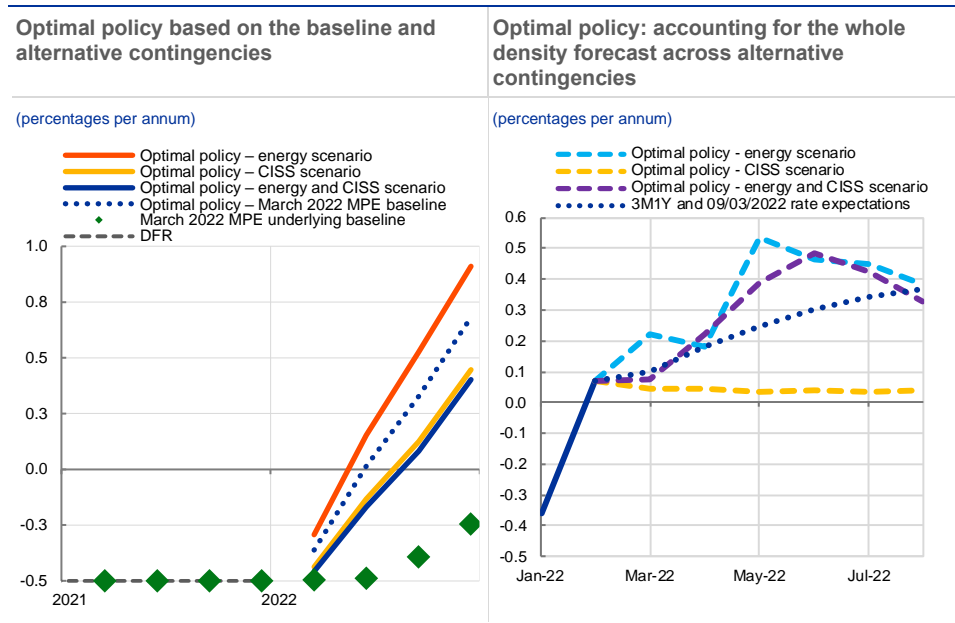 Optimal policy based on the baseline and
alternative contingencies
(percentages per annum)
Optimal policy – energy scenario
Optimal policy – CISS scenario
Optimal policy – energy and CISS scenario
Optimal policy – March 2022 MPE baseline
March 2022 MPE underlying baseline
DFR
1.0
0.8
0.5
0.3
0.0
-0.3
-0.5
2021
2022
Optimal policy: accounting for the whole
density forecast across alternative
contingencies
(percentages per annum)
Optimal policy - energy scenario
Optimal policy - CISS scenario
Optimal policy - energy and CISS scenario
3M1Y and 09/03/2022 rate expectations
0.6
0.5
0.4
0.3
0.2
0.1
0.0
-0.1
-0.2
-0.3
-0.4
-0.5
Jan-22
Mar-22
May-22
Jul-22